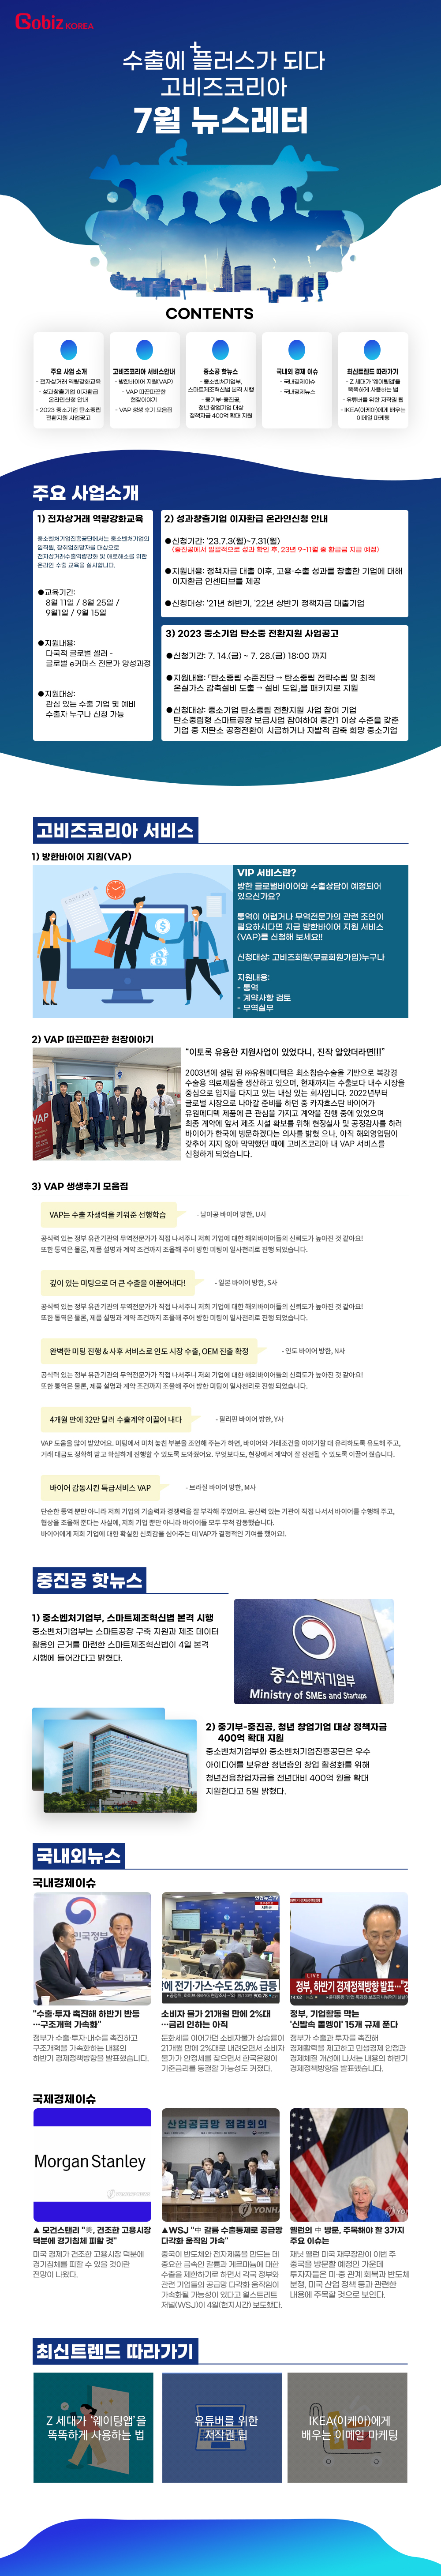 Gobiz KOREA
수출에 플러스가 되다
고비즈코리아
7월 뉴스레터
CONTENTS
주요 사업 소개
- 전자상거래 역량강화교육
- 성과창출기업 이자환급
온라인신청 안내
- 2023 중소기업 탄소중립
전환지원 사업공고
고비즈코리아 서비스안내
- 방한바이어 지원(VAP)
- VAP 따끈따끈한
현장이야기
- VAP 생생 후기 모음집
중소공 핫뉴스
- 중소벤처기업부,
스마트제조혁신법 본격 시행
- 중기부-중진공,
청년 창업기업 대상
정책자금 400억 확대 지원
국내외 경제 이슈
- 국내경제이슈
- 국내경제뉴스
최신트렌드 따라가기
- Z 세대가 '웨이팅앱'을
똑똑하게 사용하는 법
- 유튜버를 위한 저작권 팁
- IKEA(이케아)에게 배우는
이메일 마케팅
주요 사업소개
1) 전자상거래 역량강화교육
중소벤처기업진흥공단에서는 중소벤처기업의
임직원, 창취업희망자를 대상으로
전자상거래수출역량강화 및 애로해소를 위한
온라인 수출 교육을 실시합니다.
●교육기간:
8월 11일 / 8월 25일 /
9월1일 / 9월 15일
●지원내용:
다국적 글로벌 셀러 -
글로벌 e커머스 전문가 양성과정
●지원대상:
관심 있는 수출 기업 및 예비
수출자 누구나 신청 가능
2) 성과창출기업 이자환급 온라인신청 안내
●신청기간: '23.7.3(월)~7.31(월)
(중진공에서 일괄적으로 성과 확인 후, 23년 9~11월 중 환급금 지급 예정)
●지원내용: 정책자금 대출 이후, 고용·수출 성과를 창출한 기업에 대해
이자환급 인센티브를 제공
●신청대상: '21년 하반기, '22년 상반기 정책자금 대출기업
3) 2023 중소기업 탄소중 전환지원 사업공고
●신청기간: 7. 14.(금) ~ 7. 28.(금) 18:00 까지
●지원내용: 「탄소중립 수준진단 → 탄소중립 전략수립 및 최적
온실가스 감축설비 도출 → 설비 도입」을 패키지로 지원
●신청대상: 중소기업 탄소중립 전환지원 사업 참여 기업
탄소중립형 스마트공장 보급사업 참여하여 중간1 이상 수준을 갖춘
기업 중 저탄소 공정전환이 시급하거나 자발적 감축 희망 중소기업
고비즈코리아 서비스
1) 방한바이어 지원(VAP)
VIP 서비스란?
방한 글로벌바이어와 수출상담이 예정되어
있으신가요?
통역이 어렵거나 무역전문가의 관련 조언이
필요하시다면 지금 방한바이어 지원 서비스
(VAP)를 신청해 보세요!!
신청대상: 고비즈회원(무료회원가입)누구나
지원내용:
- 통역
- 계약사항 검토
- 무역실무
2) VAP 따끈따끈한 현장이야기
VAP
"이토록 유용한 지원사업이 있었다니, 진작 알았더라면!!!"
2003년에 설립 된 ㈜유원메디텍은 최소침습수술을 기반으로 복강경
수술용 의료제품을 생산하고 있으며, 현재까지는 수출보다 내수 시장을
중심으로 입지를 다지고 있는 내실 있는 회사입니다. 2022년부터
글로벌 시장으로 나아갈 준비를 하던 중 카자흐스탄 바이어가
유원메디텍 제품에 큰 관심을 가지고 계약을 진행 중에 있었으며
최종 계약에 앞서 제조 시설 확보를 위해 현장실사 및 공정감사를 하러
바이어가 한국에 방문하겠다는 의사를 밝혔 으나, 아직 해외영업팀이
갖추어 지지 않아 막막했던 때에 고비즈코리아 내 VAP 서비스를
신청하게 되었습니다.
3) VAP 생생후기 모음집
VAP는 수출 자생력을 키워준 선행학습
- 남아공 바이어 방한, U사
공식력 있는 정부 유관기관의 무역전문가가 직접 나서주니 저희 기업에 대한 해외바이어들의 신뢰도가 높아진 것 같아요!
또한 통역은 물론, 제품 설명과 계약 조건까지 조율해 주어 방한 미팅이 일사천리로 진행 되었습니다.
깊이 있는 미팅으로 더 큰 수출을 이끌어내다!
- 일본 바이어 방한, S사
공식력 있는 정부 유관기관의 무역전문가가 직접 나서주니 저희 기업에 대한 해외바이어들의 신뢰도가 높아진 것 같아요!
또한 통역은 물론, 제품 설명과 계약 조건까지 조율해 주어 방한 미팅이 일사천리로 진행 되었습니다.
완벽한 미팅 진행 & 사후 서비스로 인도 시장 수출, OEM 진출 확정
- 인도 바이어 방한, N사
공식력 있는 정부 유관기관의 무역전문가가 직접 나서주니 저희 기업에 대한 해외바이어들의 신뢰도가 높아진 것 같아요!
또한 통역은 물론, 제품 설명과 계약 조건까지 조율해 주어 방한 미팅이 일사천리로 진행 되었습니다.
4개월 만에 32만 달러 수출계약 이끌어 내다
- 필리핀 바이어 방한, Y사
VAP 도움을 많이 받았어요. 미팅에서 미처 놓친 부분을 조언해 주는가 하면, 바이어와 거래조건을 이야기할 대 유리하도록 유도해 주고,
거래 대금도 정확히 받고 확실하게 진행할 수 있도록 도와줬어요. 무엇보다도, 현장에서 계약이 잘 진전될 수 있도록 이끌어 줬습니다.
바이어 감동시킨 특급서비스 VAP
- 브라질 바이어 방한, M사
단순한 통역 뿐만 아니라 저희 기업의 기술력과 경쟁력을 잘 부각해 주었어요. 공신력 있는 기관이 직접 나서서 바이어를 수행해 주고,
협상을 조율해 준다는 사실에, 저희 기업 뿐만 아니라 바이어들 모두 무척 감동했습니다.
바이어에게 저희 기업에 대한 확실한 신뢰감을 심어주는 데 VAP가 결정적인 기여를 했어요!.
중진공 핫뉴스
1) 중소벤처기업부, 스마트제조혁신법 본격 시행
중소벤처기업부는 스마트공장 구축 지원과 제조 데이터
활용의 근거를 마련한 스마트제조혁신법이 4일 본격
시행에 들어간다고 밝혔다.
중소벤처기업부
Ministry of SMEs and Startups
2) 중기부-중진공, 청년 창업기업 대상 정책자금
400억 확대 지원
중소벤처기업부와 중소벤처기업진흥공단은 우수
아이디어를 보유한 청년층의 창업 활성화를 위해
청년전용창업자금을 전년대비 400억 원을 확대
지원한다고 5일 밝혔다.
국내외뉴스
국내경제이슈
"수출·투자 촉진해 하반기 반등
…구조개혁 가속화"
정부가 수출·투자·내수를 촉진하고
구조개혁을 가속화하는 내용의
하반기 경제정책방향을 발표했습니다.
에 전기·가스·수도 25.9% 급등
소비자 물가 21개월 만에 2%대
…금리 인하는 아직
둔화세를 이어가던 소비자물가 상승률이
21개월 만에 2%대로 내려오면서 소비자
물가가 안정세를 찾으면서 한국은행이
기준금리를 동결할 가능성도 커졌다.
LIVE
정부, 하반기 경제정책방향 발표…"경
정부, 기업활동 막는
'신발속 돌멩이' 15개 규제 푼다
정부가 수출과 투자를 촉진해
경제활력을 제고하고 민생경제 안정과
경제체질 개선에 나서는 내용의 하반기
경제정책방향을 발표했습니다.
국제경제이슈
Morgan Stanley
▲ 모건스탠리 "美, 견조한 고용시장
덕분에 경기침체 피할 것"
미국 경제가 견조한 고용시장 덕분에
경기침체를 피할 수 있을 것이란
전망이 나왔다.
산업공급망 점검회의
▲WSJ "中 갈륨 수출통제로 공급망
다각화 움직임 가속"
중국이 반도체와 전자제품을 만드는 데
중요한 금속인 갈륨과 게르마늄에 대한
수출을 제한하기로 하면서 각국 정부와
관련 기업들의 공급망 다각화 움직임이
가속화될 가능성이 있다고 월스트리트
저널(WSJ)이 4일(현지시간) 보도했다.
옐런의 中 방문, 주목해야 할 3가지
주요 이슈는
재닛 옐런 미국 재무장관이 이번 주
중국을 방문할 예정인 가운데
투자자들은 미·중 관계 회복과 반도체
분정, 미국 산업 정책 등과 관련한
내용에 주목할 것으로 보인다.
최신트렌드 따라가기
Z 세대가 '웨이팅앱'을
똑똑하게 사용하는 법
유튜버를 위한
저작권 팁
IKEA(이케아)에게
배우는 이메일 마케팅